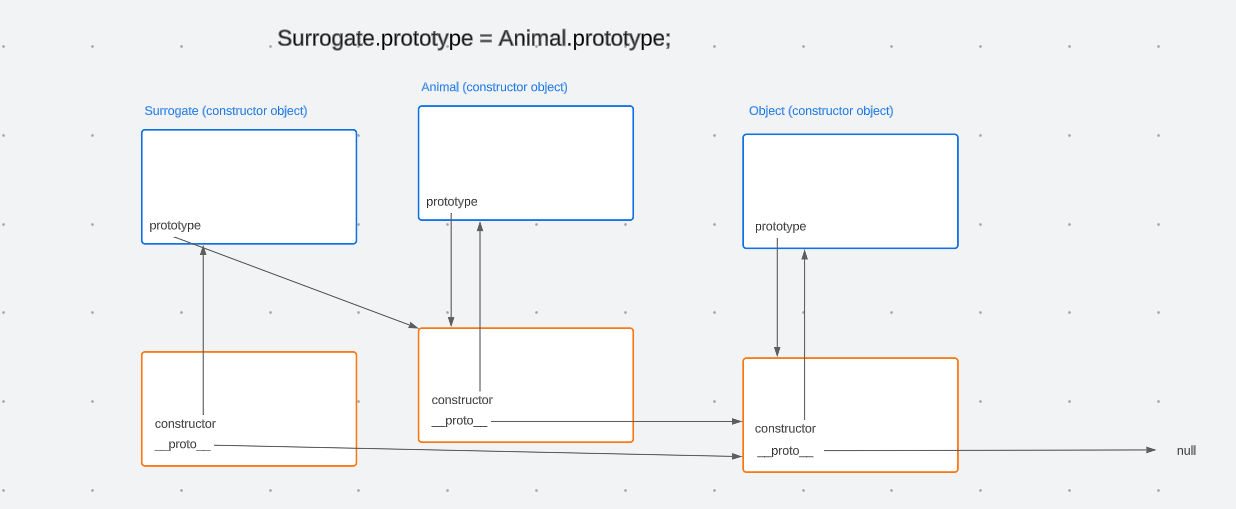 Surrogate.prototype = Animal.prototype;
Animal (constructor object)
Surrogate (constructor object)
Object (constructor object)
prototype
prototype
prototype
constructor
__proto__
constructor
__proto__
constructor
__proto__
null